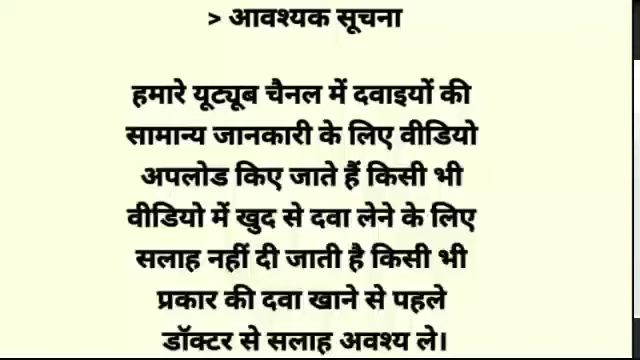 > आवश्यक सूचना
हमारे यूट्यूब चैनल में दवाइयों की
सामान्य जानकारी के लिए वीडियो
अपलोड किए जाते हैं किसी भी
वीडियो में खुद से दवा लेने के लिए
सलाह नहीं दी जाती है किसी भी
प्रकार की दवा खाने से पहले
डॉक्टर से सलाह अवश्य ले।